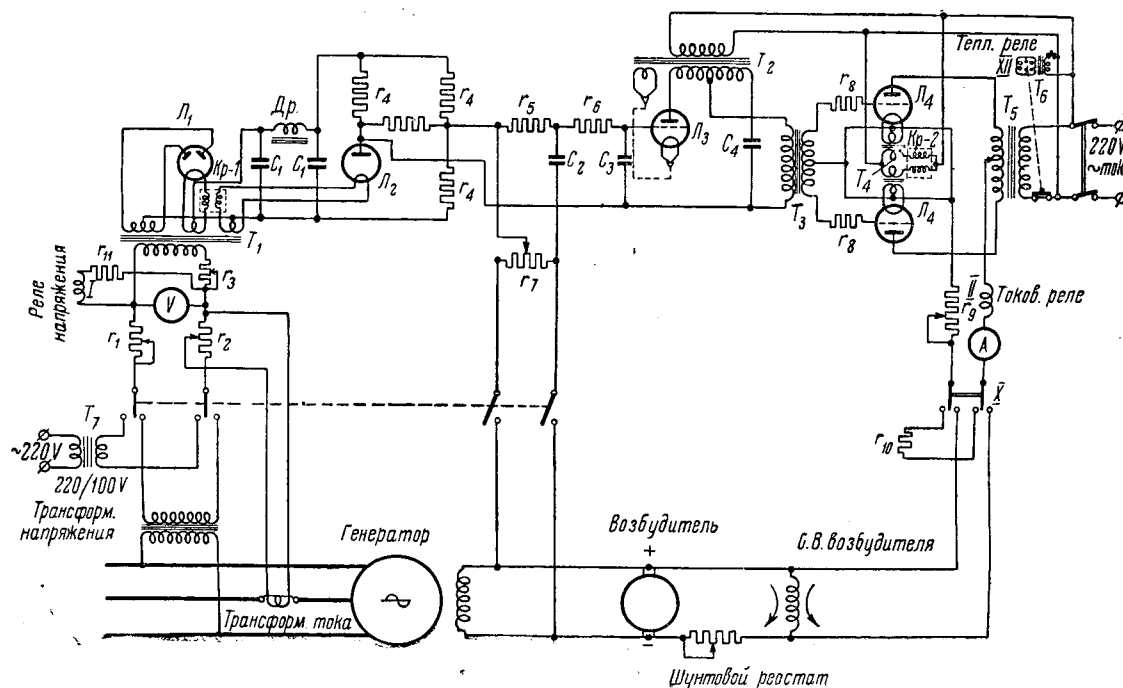 Тепл. реле
XII
T₂
T₆
r₄
r₄
r₅
r₆
r₈
Л₁
Др.
Л₃
Л₄
T₅
Кр-1
C₁
C₁
Л₂
C₂
C₃
C₄
Кр-2
T₄
220V
~ток
r₄
T₁
T₃
Л₄
r₈
r₁₁
r₃
r₇
Реле напряжения
I
V
II
r₉
Токов. реле
r₁
r₂
A
X
T₇
~220V
r₁₀
220/100V
Трансформ.
напряжения
Генератор
Возбудитель
+
О.В. возбудителя
Трансформ. тока
−
Шунтовой реостат